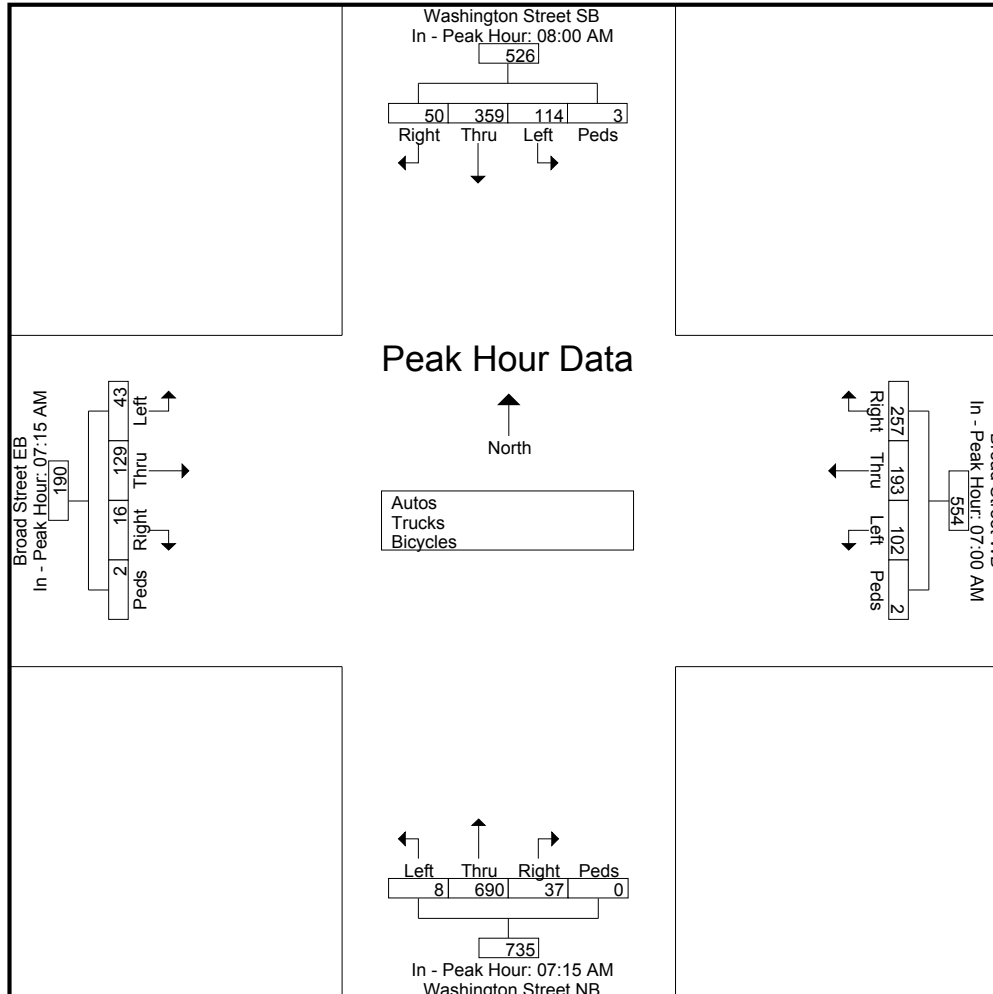 Washington Street SB
In - Peak Hour: 08:00 AM
526
50 359 114 3
Right Thru Left Peds
Peak Hour Data
North
Autos
Trucks
Bicycles
Broad Street EB
In - Peak Hour: 07:15 AM
190
43 129 16 2
Left Thru Right Peds
In - Peak Hour: 07:00 AM
554
257 193 102 2
Right Thru Left Peds
Left Thru Right Peds
8 690 37 0
735
In - Peak Hour: 07:15 AM
Washington Street NB